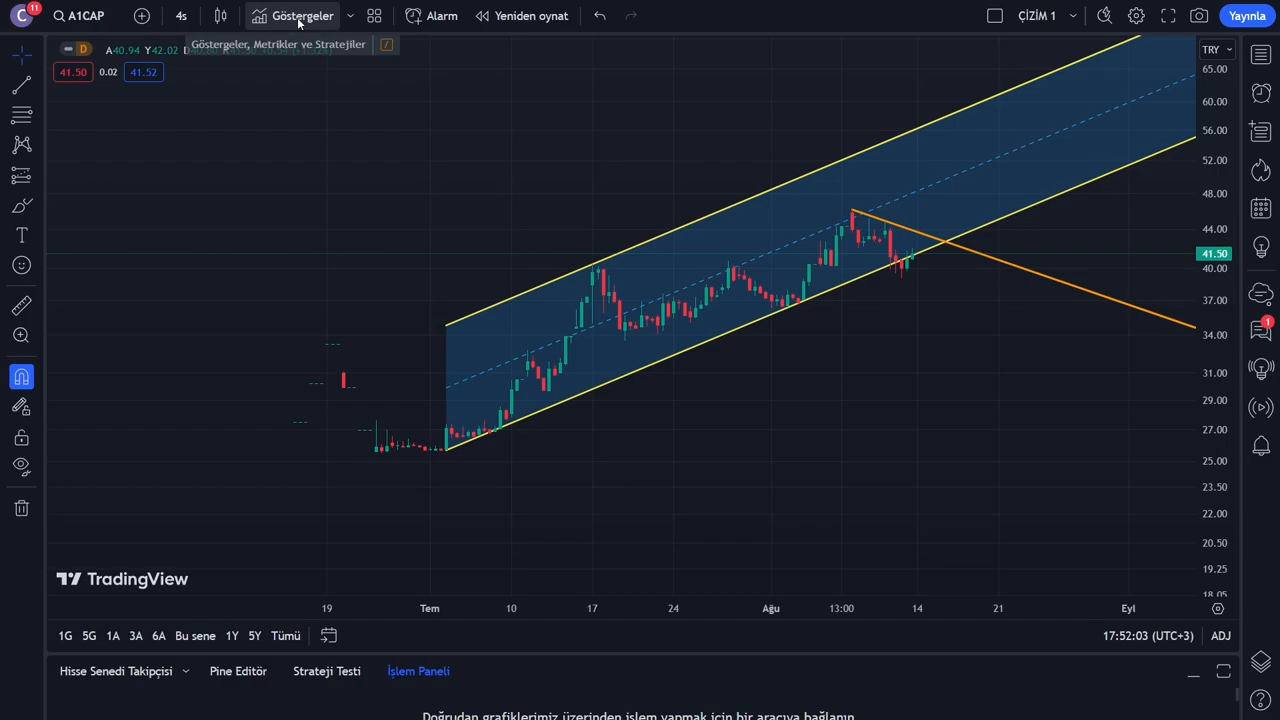 C 11 A1CAP 4s Göstergeler Alarm Yeniden oynat ÇİZİM 1 Yayınla
Göstergeler, Metrikler ve Stratejiler /
D A40.94 Y42.02
41.50 0.02 41.52
TRY
65.00
60.00
56.00
52.00
48.00
44.00
41.50
40.00
37.00
34.00
31.00
29.00
27.00
25.00
23.50
22.00
20.50
19.25
18.05
1
TradingView
19 Tem 10 17 24 Ağu 13:00 14 21 Eyl
1G 5G 1A 3A 6A Bu sene 1Y 5Y Tümü 17:52:03 (UTC+3) ADJ
Hisse Senedi Takipçisi Pine Editör Strateji Testi İşlem Paneli
Doğrudan grafiklerimiz üzerinden işlem yapmak için bir aracıya bağlanın